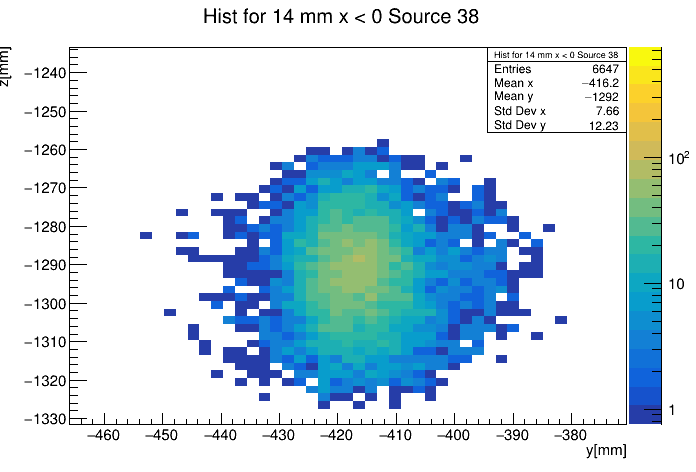 Hist for 14 mm x < 0 Source 38
z[mm]
Hist for 14 mm x < 0 Source 38
Entries 6647
Mean x −416.2
Mean y −1292
Std Dev x 7.66
Std Dev y 12.23
−1240
−1250
−1260
−1270
−1280
−1290
−1300
−1310
−1320
−1330
10²
10
1
−460 −450 −440 −430 −420 −410 −400 −390 −380
y[mm]